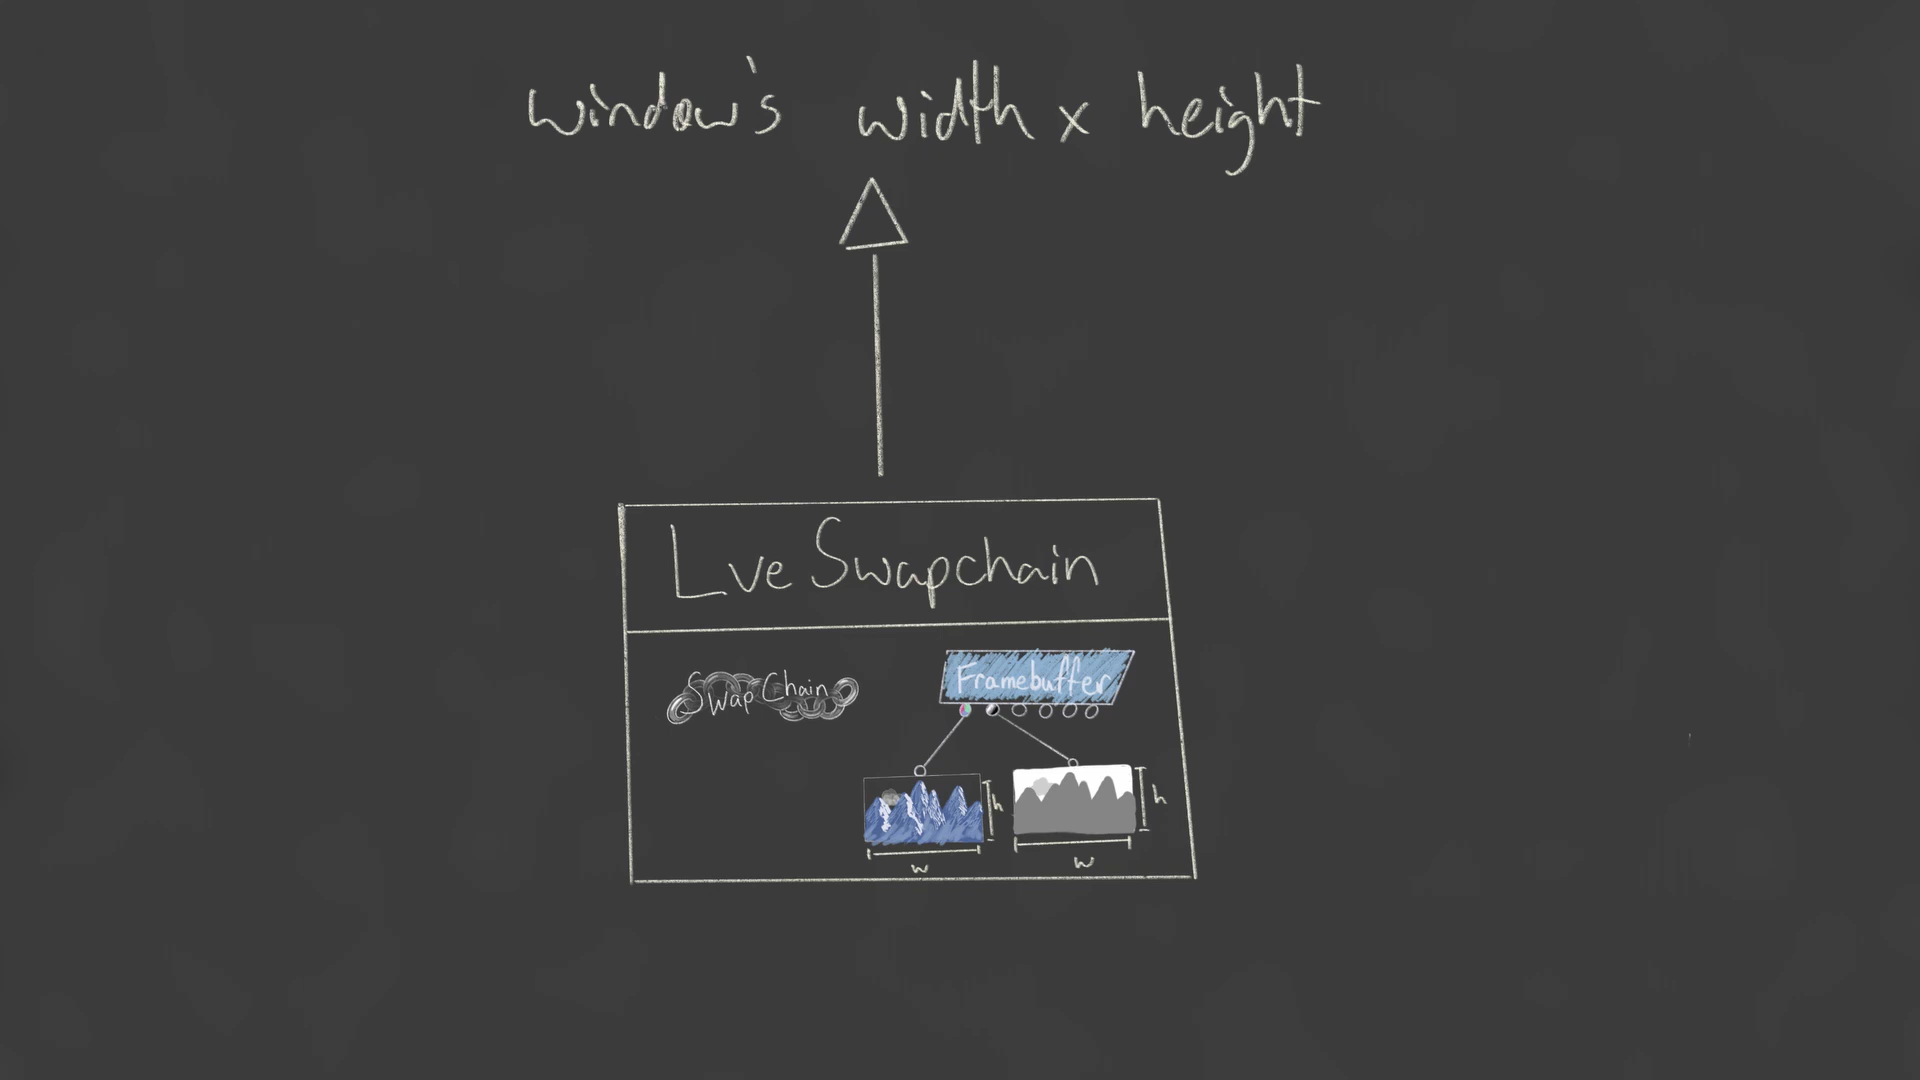 window's width x height
Lve Swapchain
Swap Chain
Framebuffer
h
h
w
w